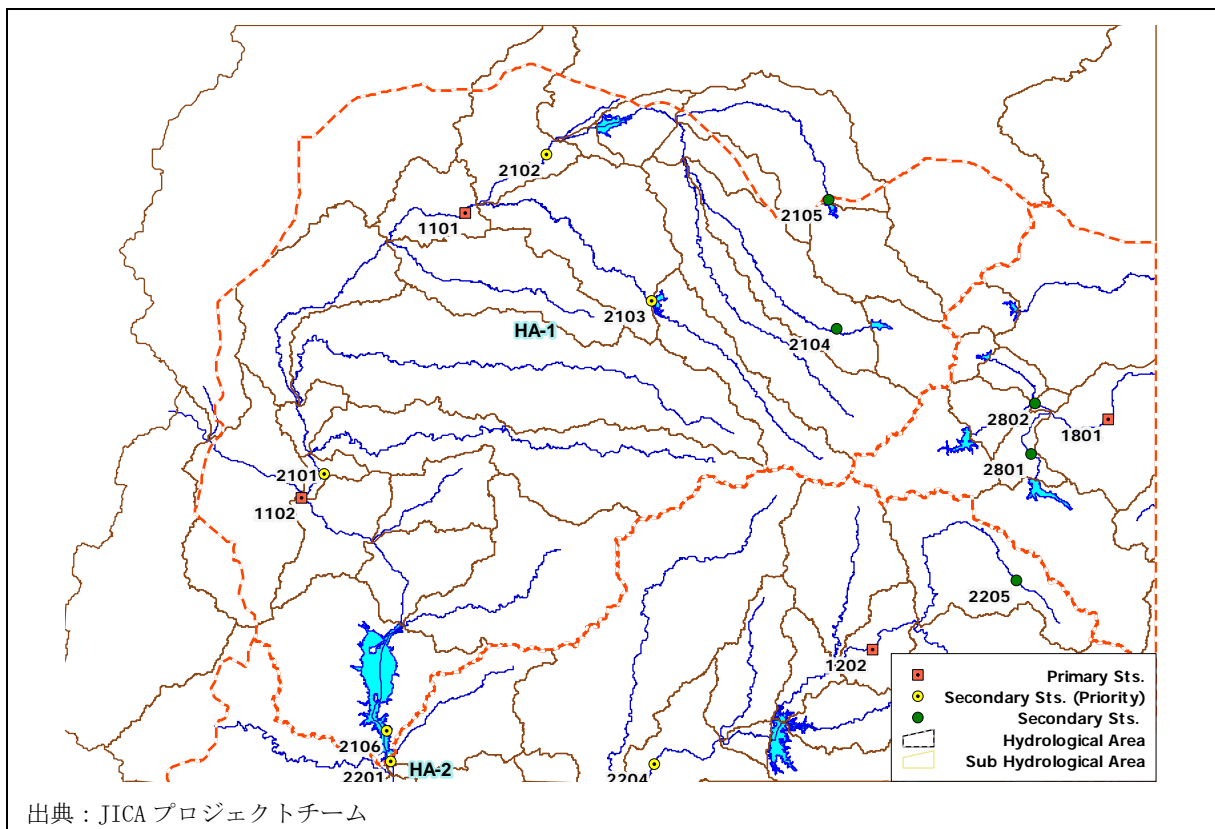 2102
2105
1101
2103
HA-1
2104
2802
1801
2801
2101
1102
2205
1202
2106
2201
HA-2
2204
Primary Sts.
Secondary Sts. (Priority)
Secondary Sts.
Hydrological Area
Sub Hydrological Area
出典：JICA プロジェクトチーム